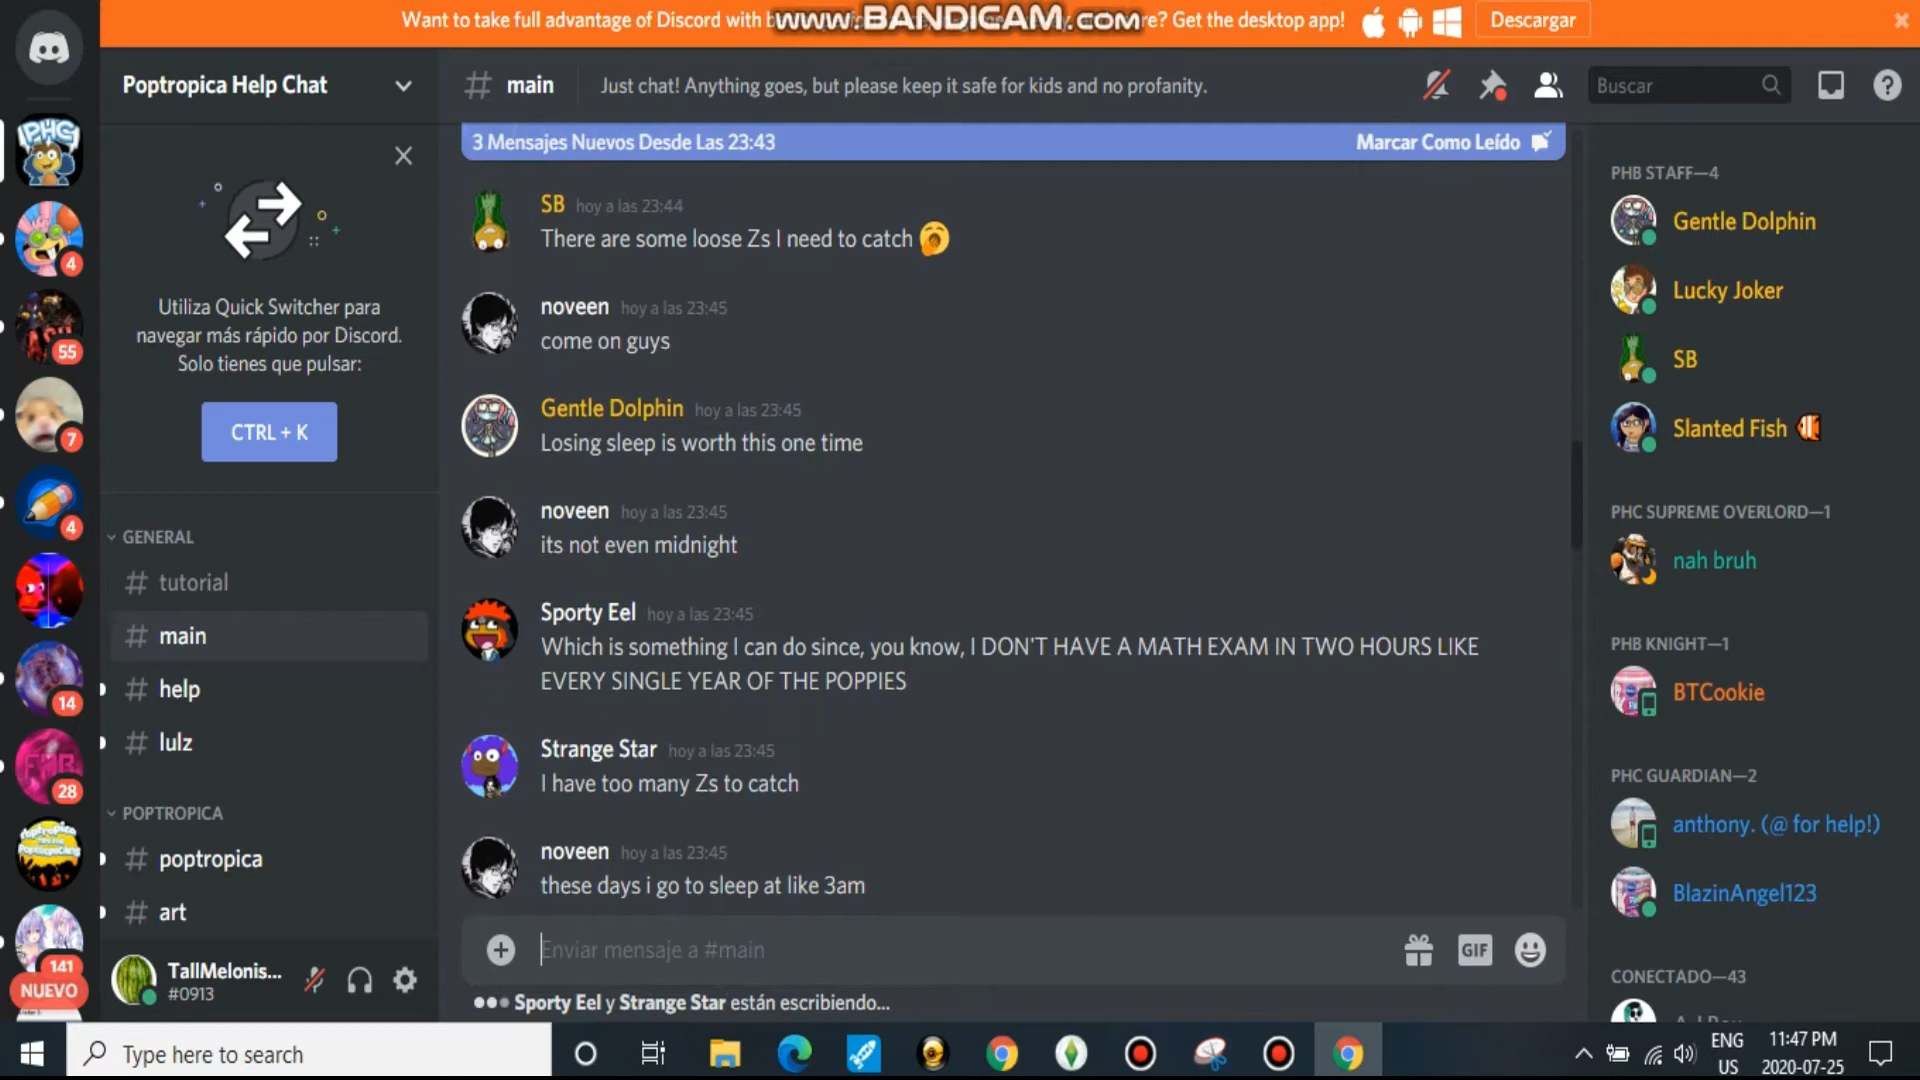 Want to take full advantage of Discord with
www.BANDICAM.com
re? Get the desktop app!
Descargar
Poptropica Help Chat
main
Just chat! Anything goes, but please keep it safe for kids and no profanity.
Buscar
3 Mensajes Nuevos Desde Las 23:43
Marcar Como Leído
Utiliza Quick Switcher para
navegar más rápido por Discord.
Solo tienes que pulsar:
CTRL + K
GENERAL
# tutorial
# main
# help
# lulz
POPTROPICA
# poptropica
# art
PHC
4
55
7
4
14
28
141
NUEVO
TallMelonis...
#0913
SB hoy a las 23:44
There are some loose Zs I need to catch
noveen hoy a las 23:45
come on guys
Gentle Dolphin hoy a las 23:45
Losing sleep is worth this one time
noveen hoy a las 23:45
its not even midnight
Sporty Eel hoy a las 23:45
Which is something I can do since, you know, I DON'T HAVE A MATH EXAM IN TWO HOURS LIKE
EVERY SINGLE YEAR OF THE POPPIES
Strange Star hoy a las 23:45
I have too many Zs to catch
noveen hoy a las 23:45
these days i go to sleep at like 3am
Enviar mensaje a #main
GIF
Sporty Eel y Strange Star están escribiendo...
PHB STAFF—4
Gentle Dolphin
Lucky Joker
SB
Slanted Fish
PHC SUPREME OVERLORD—1
nah bruh
PHB KNIGHT—1
BTCookie
PHC GUARDIAN—2
anthony. (@ for help!)
BlazinAngel123
CONECTADO—43
Type here to search
ENG
US
11:47 PM
2020-07-25